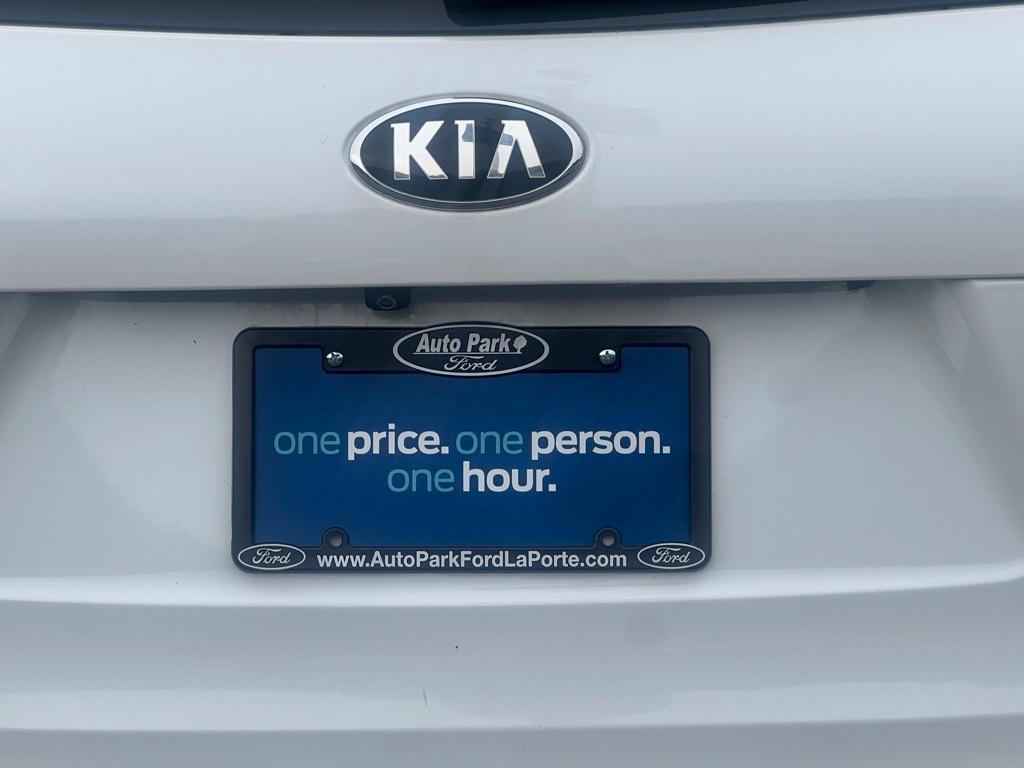 KIA
Auto Park
Ford
one price. one person.
one hour.
Ford www.AutoParkFordLaPorte.com Ford